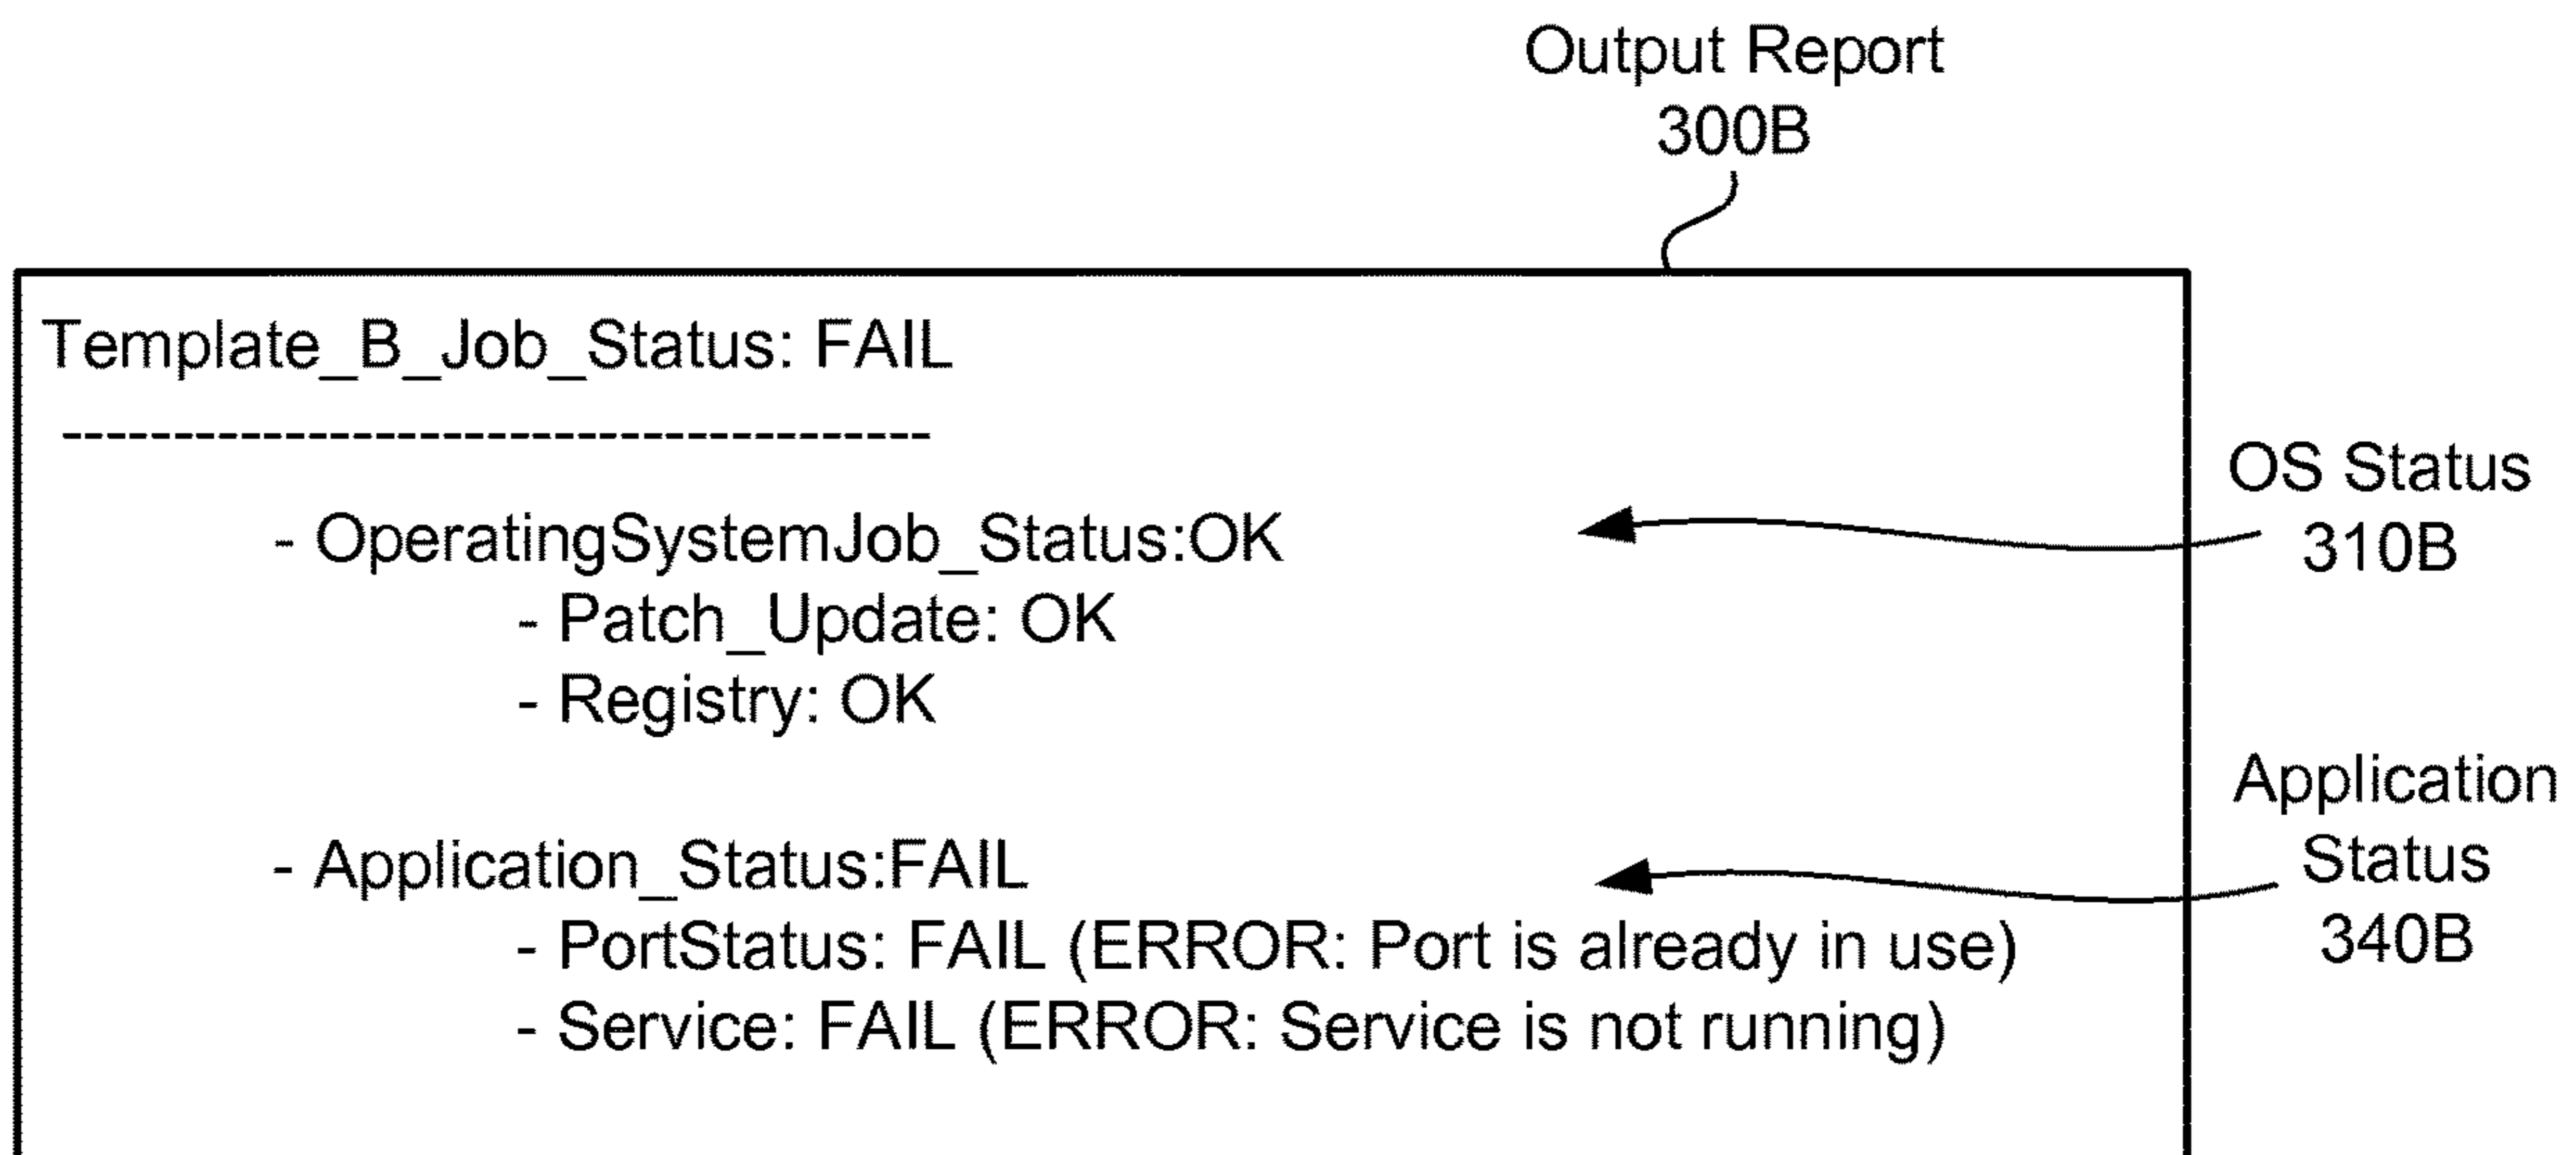 Output Report
300B
Template_B_Job_Status: FAIL
---------------------------------------
- OperatingSystemJob_Status:OK
- Patch_Update: OK
- Registry: OK
OS Status
310B
- Application_Status:FAIL
- PortStatus: FAIL (ERROR: Port is already in use)
- Service: FAIL (ERROR: Service is not running)
Application
Status
340B